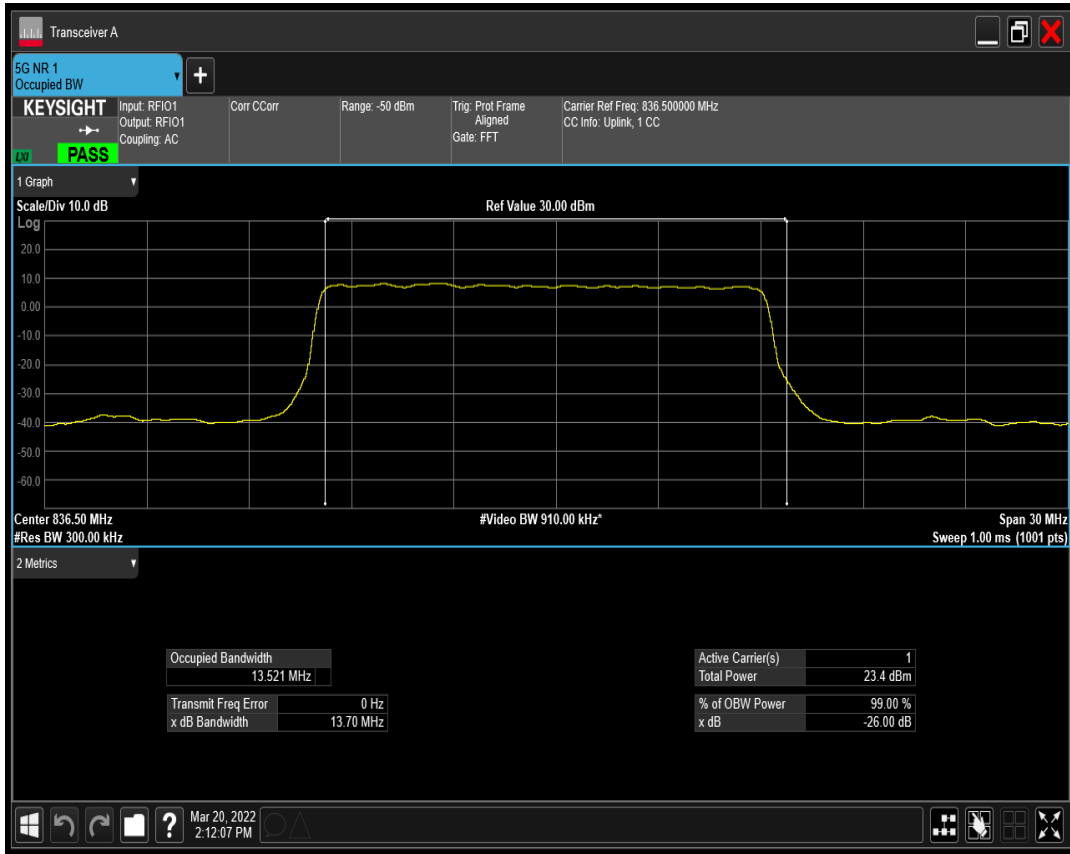 Transceiver A
5G NR 1
Occupied BW
+
KEYSIGHT
LXI
PASS
Input: RFIO1
Output: RFIO1
Coupling: AC
Corr CCorr
Range: -50 dBm
Trig: Prot Frame
Aligned
Gate: FFT
Carrier Ref Freq: 836.500000 MHz
CC Info: Uplink, 1 CC
1 Graph
Scale/Div 10.0 dB
Ref Value 30.00 dBm
Log
20.0
10.0
0.00
-10.0
-20.0
-30.0
-40.0
-50.0
-60.0
Center 836.50 MHz
#Video BW 910.00 kHz*
Span 30 MHz
#Res BW 300.00 kHz
Sweep 1.00 ms (1001 pts)
2 Metrics
Occupied Bandwidth
13.521 MHz
Transmit Freq Error 0 Hz
x dB Bandwidth 13.70 MHz
Active Carrier(s) 1
Total Power 23.4 dBm
% of OBW Power 99.00 %
x dB -26.00 dB
?
Mar 20, 2022
2:12:07 PM